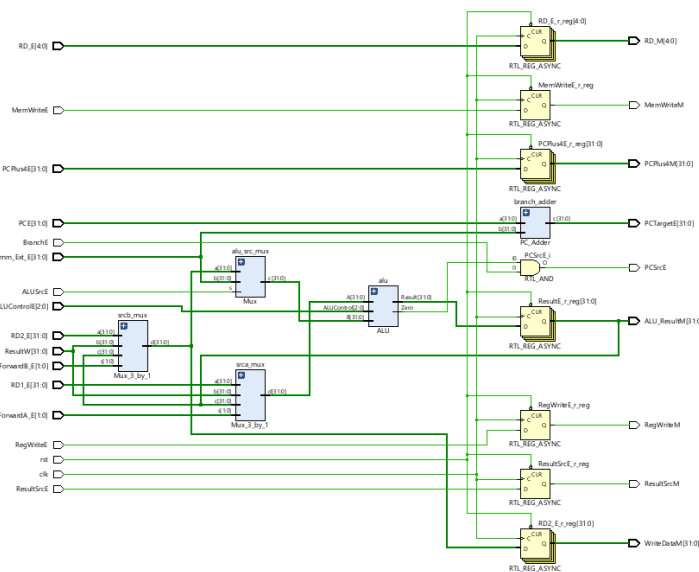 RD_E[4:0]
RD_E_r_reg[4:0]
CLR
C
Q
D
RTL_REG_ASYNC
RD_M[4:0]
MemWriteE
MemWriteE_r_reg
CLR
C
Q
D
RTL_REG_ASYNC
MemWriteM
PCPlus4E[31:0]
PCPlus4E_r_reg[31:0]
CLR
C
Q
D
RTL_REG_ASYNC
PCPlus4M[31:0]
PCE[31:0]
branch_adder
a[31:0]
c[31:0]
b[31:0]
PC_Adder
PCTargetE[31:0]
BranchE
mm_Ext_E[31:0]
PCSrcE_i
I0
O
I1
RTL_AND
PCSrcE
alu_src_mux
a[31:0]
b[31:0]
c[31:0]
s
Mux
ALUSrcE
LUControlE[2:0]
alu
A[31:0]
Result[31:0]
ALUControl[2:0]
Zero
B[31:0]
ALU
ResultE_r_reg[31:0]
CLR
C
Q
D
RTL_REG_ASYNC
ALU_ResultM[31:0
srcb_mux
RD2_E[31:0]
ResultW[31:0]
ForwardB_E[1:0]
a[31:0]
b[31:0]
d[31:0]
c[31:0]
s[1:0]
Mux_3_by_1
srca_mux
RD1_E[31:0]
ForwardA_E[1:0]
a[31:0]
b[31:0]
d[31:0]
c[31:0]
s[1:0]
Mux_3_by_1
RegWriteE
RegWriteE_r_reg
CLR
C
Q
D
RTL_REG_ASYNC
RegWriteM
rst
clk
ResultSrcE
ResultSrcE_r_reg
CLR
C
Q
D
RTL_REG_ASYNC
ResultSrcM
RD2_E_r_reg[31:0]
CLR
C
Q
D
RTL_REG_ASYNC
WriteDataM[31:0]